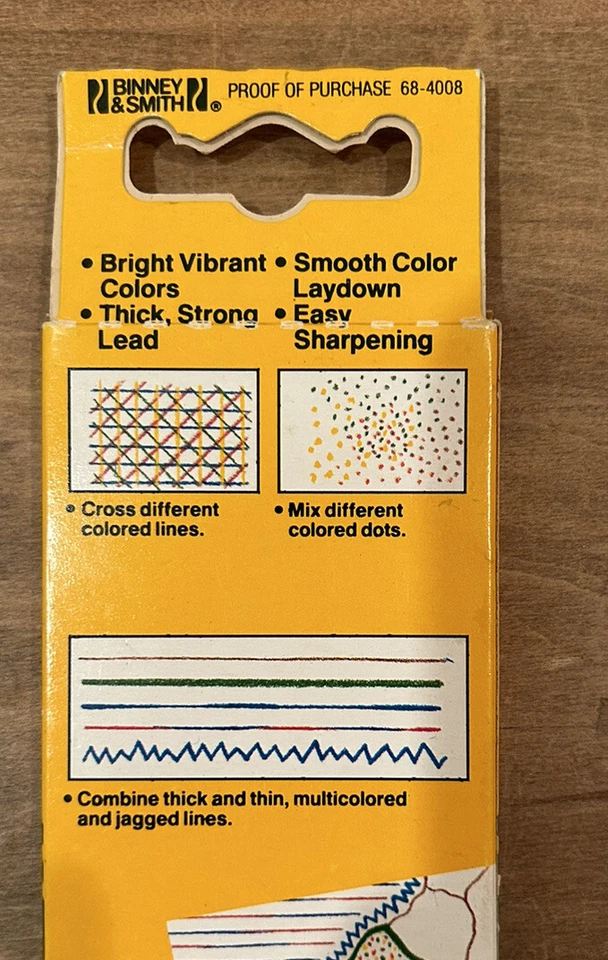 BINNEY
& SMITH ® PROOF OF PURCHASE 68-4008
• Bright Vibrant
Colors
• Thick, Strong
Lead
• Smooth Color
Laydown
• Easy
Sharpening
• Cross different
colored lines.
• Mix different
colored dots.
• Combine thick and thin, multicolored
and jagged lines.